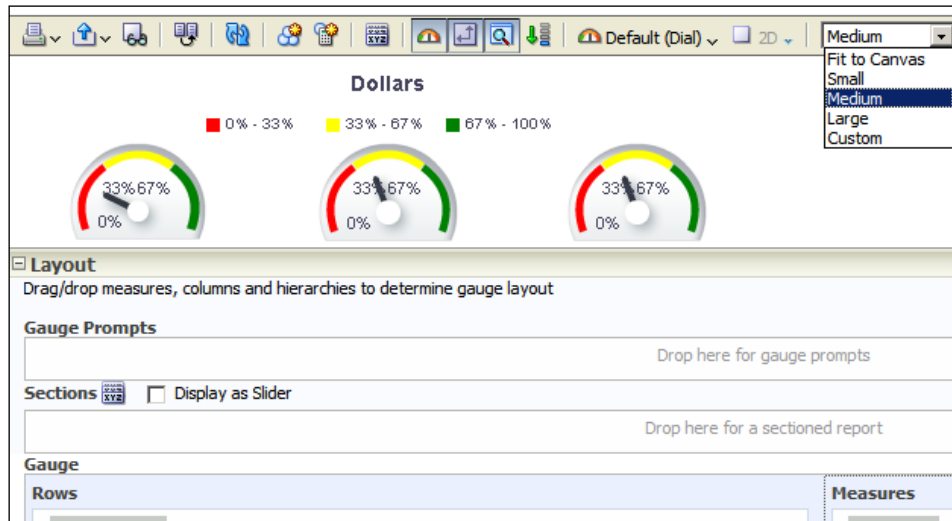 Default (Dial) 2D Medium
Fit to Canvas
Small
Medium
Large
Custom
Dollars
0% - 33% 33% - 67% 67% - 100%
33% 67% 33% 67% 33% 67%
0% 0% 0%
Layout
Drag/drop measures, columns and hierarchies to determine gauge layout
Gauge Prompts
Drop here for gauge prompts
Sections XYZ Display as Slider
Drop here for a sectioned report
Gauge
Rows Measures